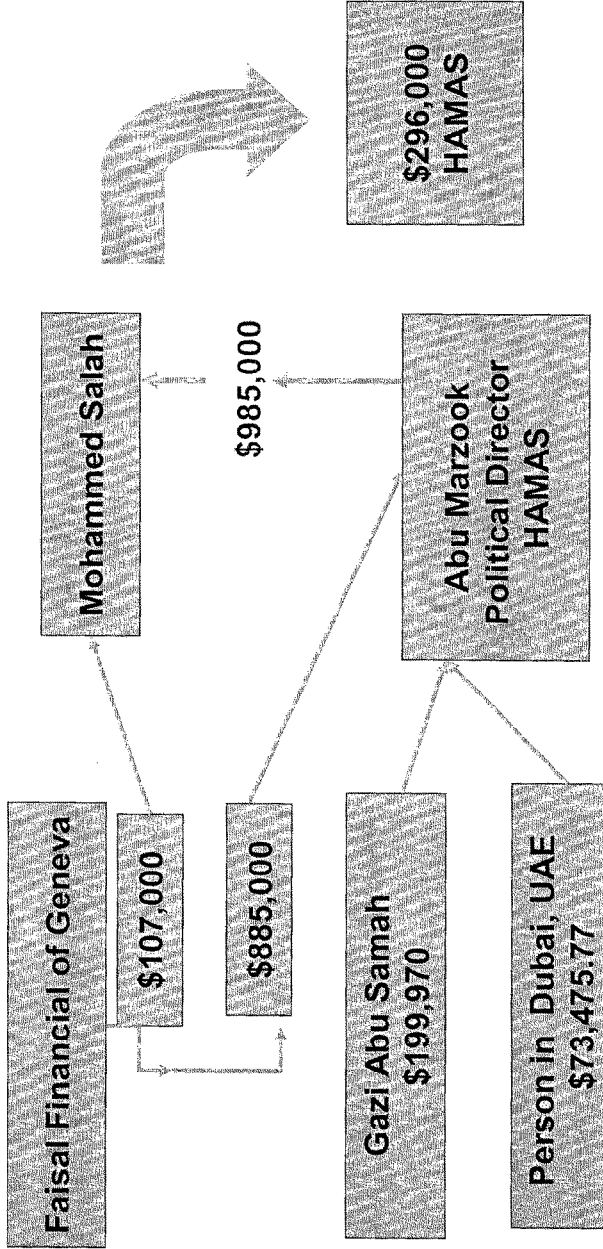 Faisal Financial of Geneva
$107,000
$885,000
Gazi Abu Samah
$199,970
Person in Dubai, UAE
$73,475.77
Mohammed Salah
$985,000
Abu Marzook
Political Director
HAMAS
$296,000
HAMAS